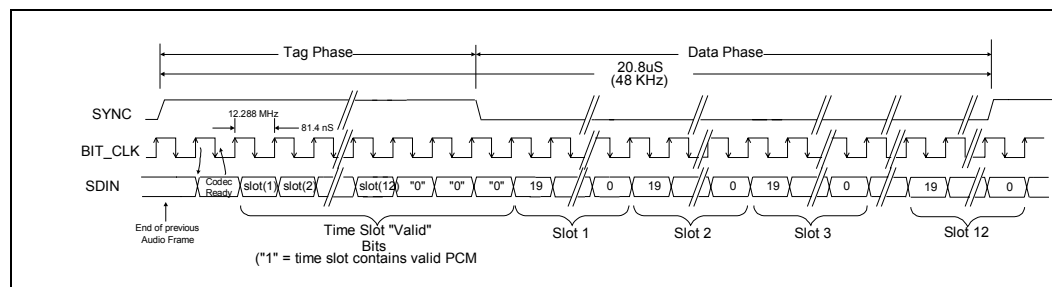 Tag Phase
Data Phase
20.8uS
(48 KHz)
SYNC
12.288 MHz
81.4 nS
BIT_CLK
SDIN
Codec
Ready
slot(1)
slot(2)
slot(12)
"0"
"0"
"0"
19
0
19
0
19
0
19
0
End of previous
Audio Frame
Time Slot "Valid"
Bits
("1" = time slot contains valid PCM
Slot 1
Slot 2
Slot 3
Slot 12